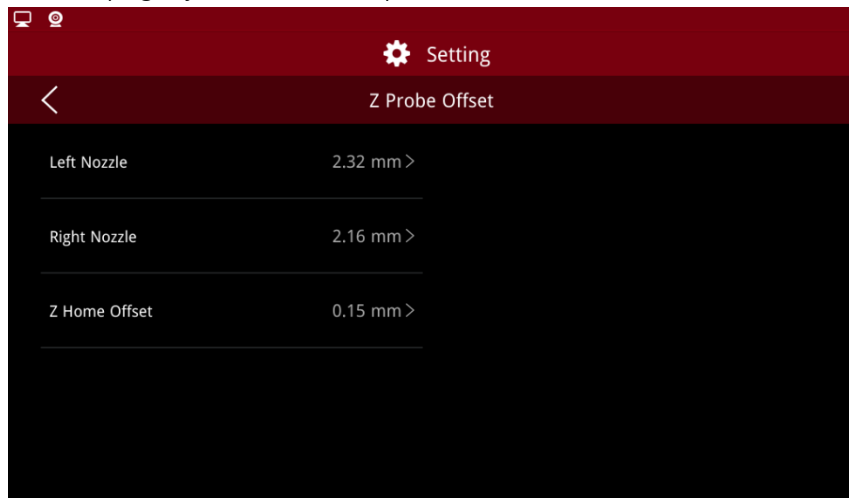 Setting
Z Probe Offset
Left Nozzle 2.32 mm >
Right Nozzle 2.16 mm >
Z Home Offset 0.15 mm >